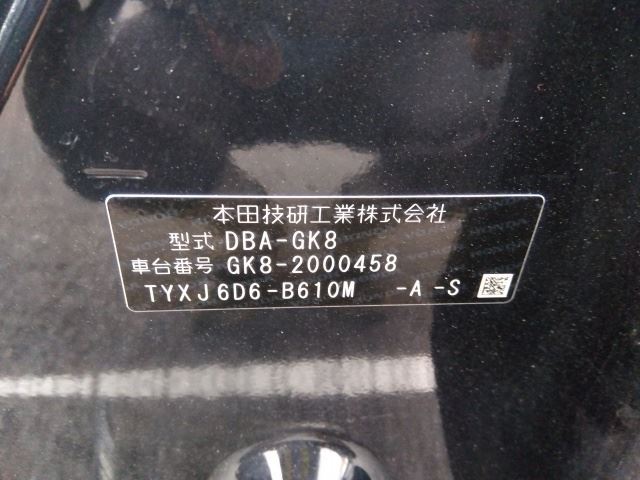 本田技研工業株式会社
型式 DBA-GK8
車台番号 GK8-2000458
TYXJ6D6-B610M -A -S